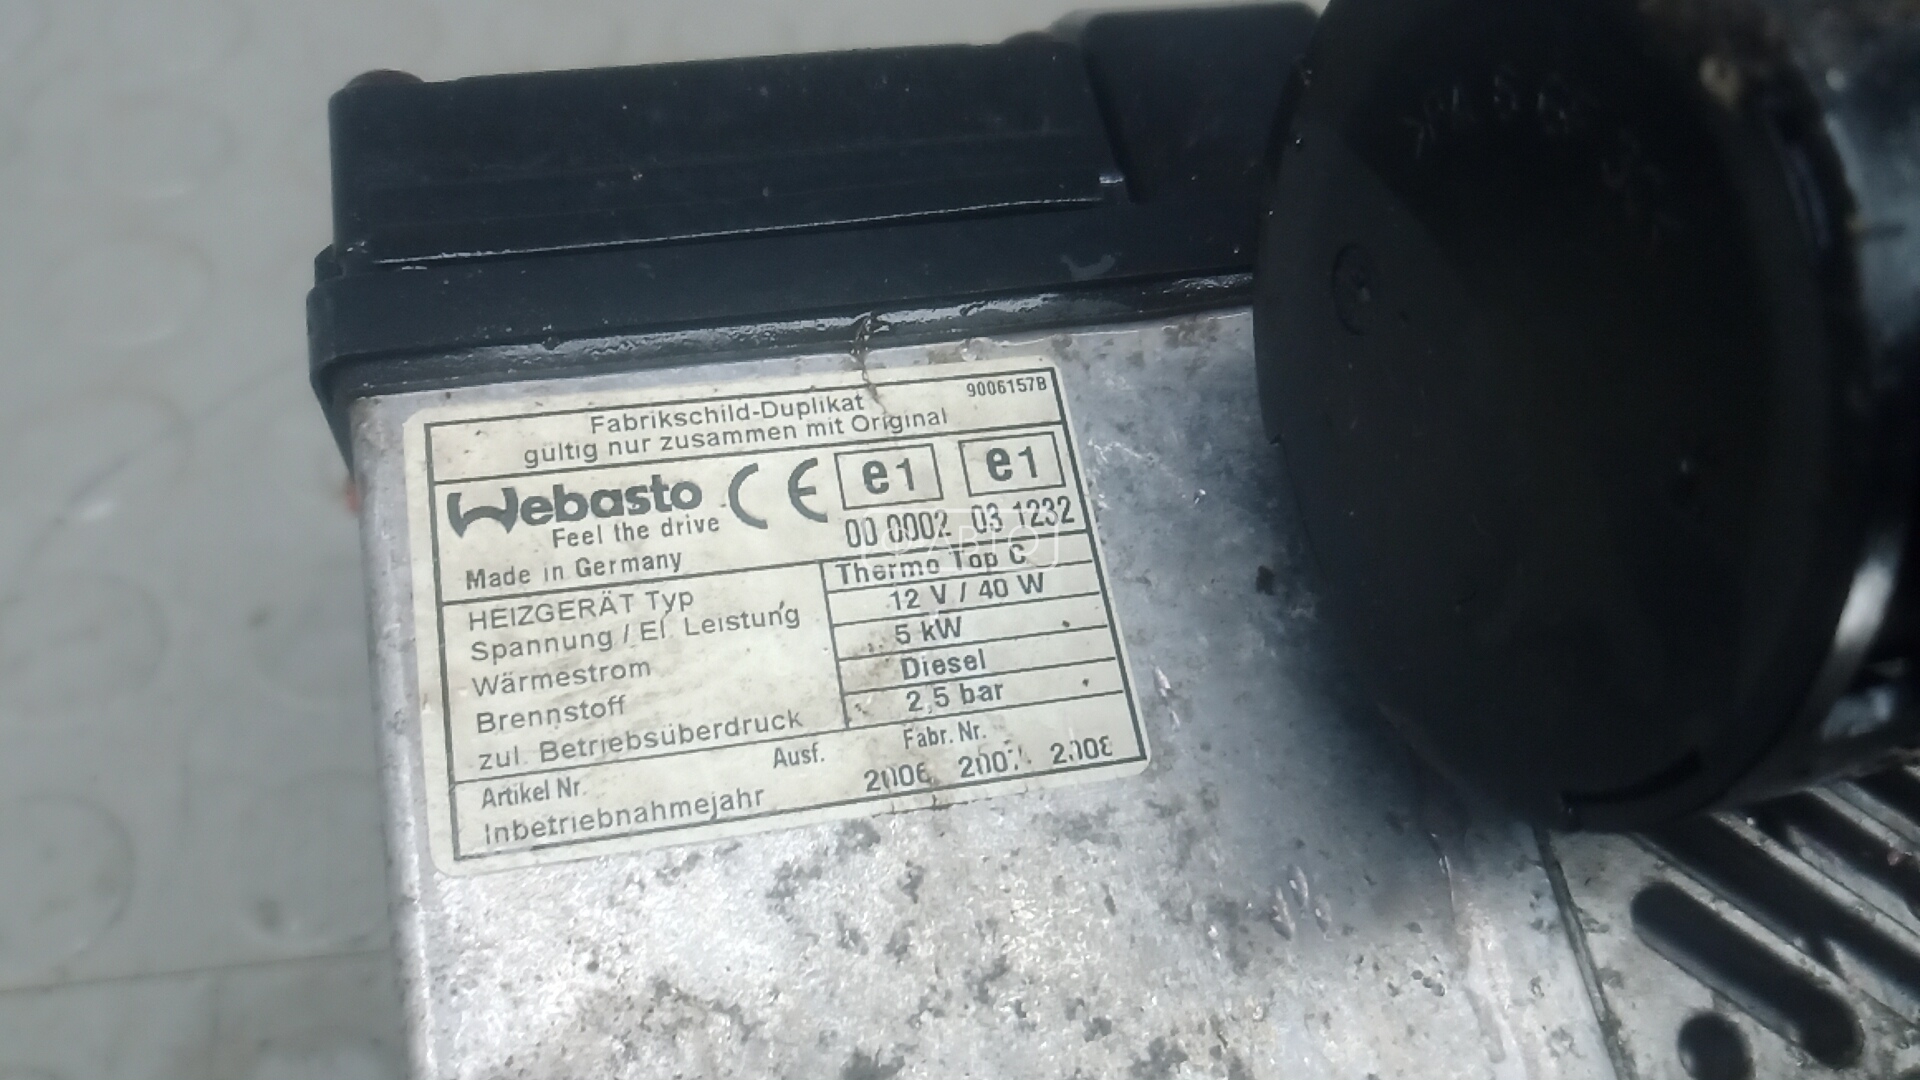 Fabrikschild-Duplikat 9006157B
gültig nur zusammen mit Original
Webasto CE e1 e1
Feel the drive 00 0002 03 1232
Made in Germany
HEIZGERÄT Typ Thermo Top C
Spannung / El. Leistung 12 V / 40 W
Wärmestrom 5 kW
Brennstoff Diesel
zul. Betriebsüberdruck 2,5 bar
Artikel Nr. Ausf. Fabr. Nr.
Inbetriebnahmejahr 2006 2007 2008